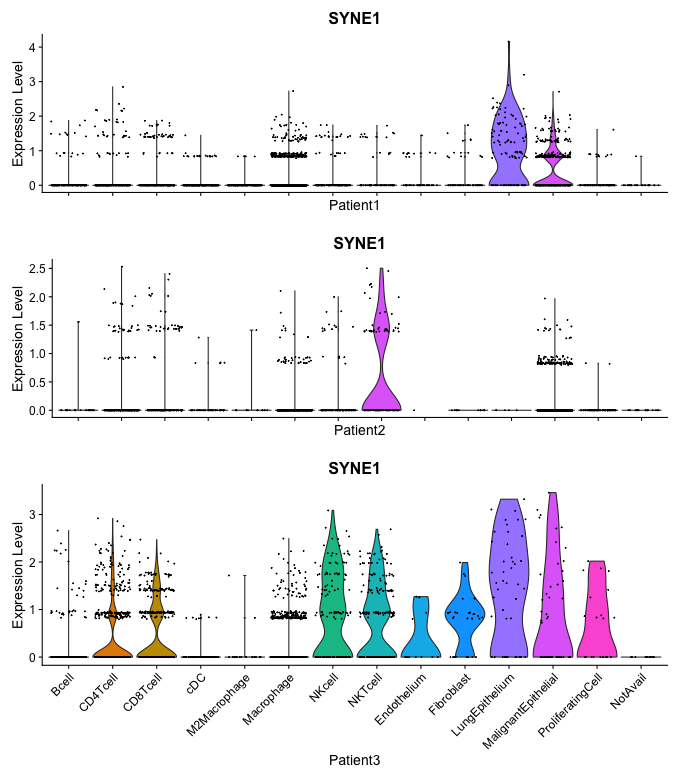 SYNE1
4
3
2
1
0
Expression Level
Patient1
SYNE1
2.5
2.0
1.5
1.0
0.5
0.0
Expression Level
Patient2
SYNE1
3
2
1
0
Expression Level
Bcell
CD4Tcell
CD8Tcell
cDC
M2Macrophage
Macrophage
NKcell
NKTcell
Endothelium
Fibroblast
LungEpithelium
MalignantEpithelial
ProliferatingCell
NotAvail
Patient3